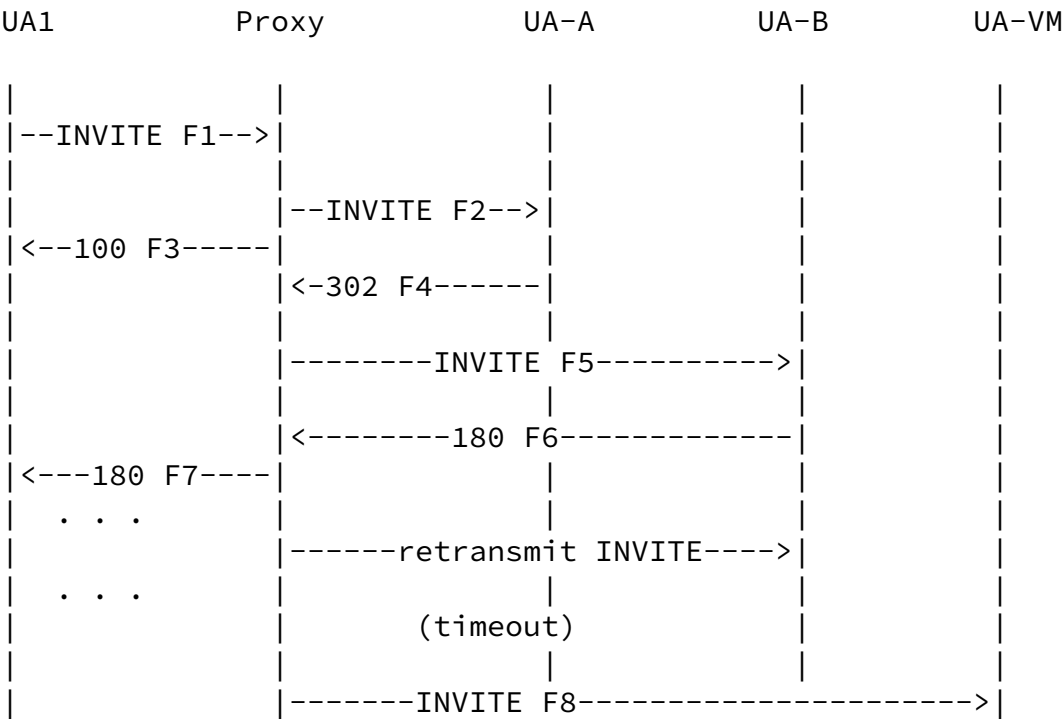 UA1 Proxy UA-A UA-B UA-VM
--INVITE F1-->
--INVITE F2-->
<--100 F3-----
<-302 F4------
--------INVITE F5---------->
<--------180 F6-------------
<---180 F7----
. . .
------retransmit INVITE---->
. . .
(timeout)
-------INVITE F8--------------------->